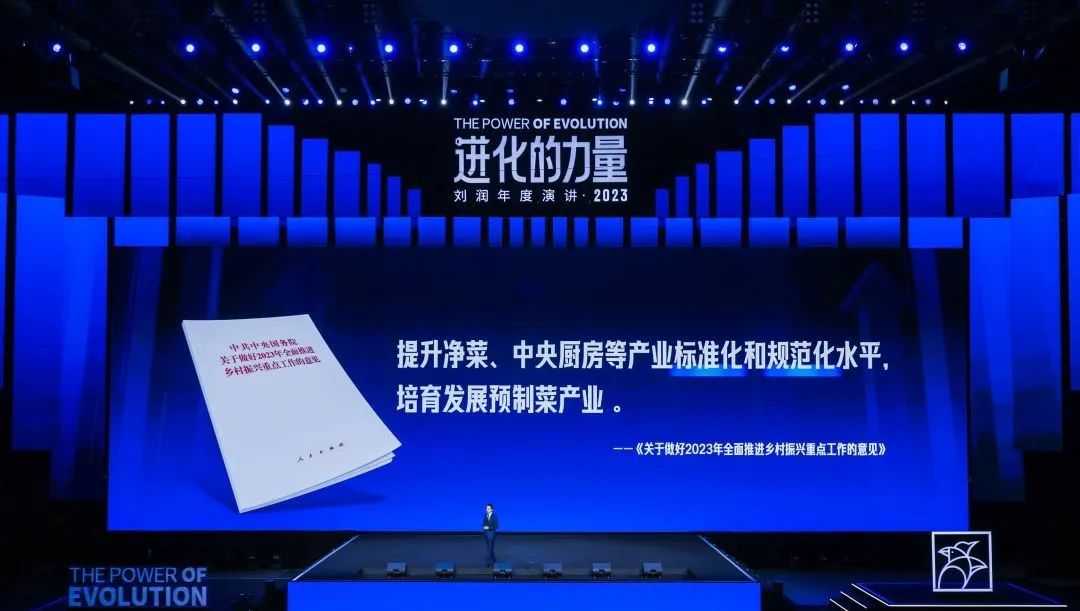 THE POWER OF EVOLUTION
进化的力量
刘润年度演讲·2023
中共中央国务院
关于做好2023年全面推进
乡村振兴重点工作的意见
人民出版社
提升净菜、中央厨房等产业标准化和规范化水平，
培育发展预制菜产业 。
——《关于做好2023年全面推进乡村振兴重点工作的意见》
THE POWER OF
EVOLUTION